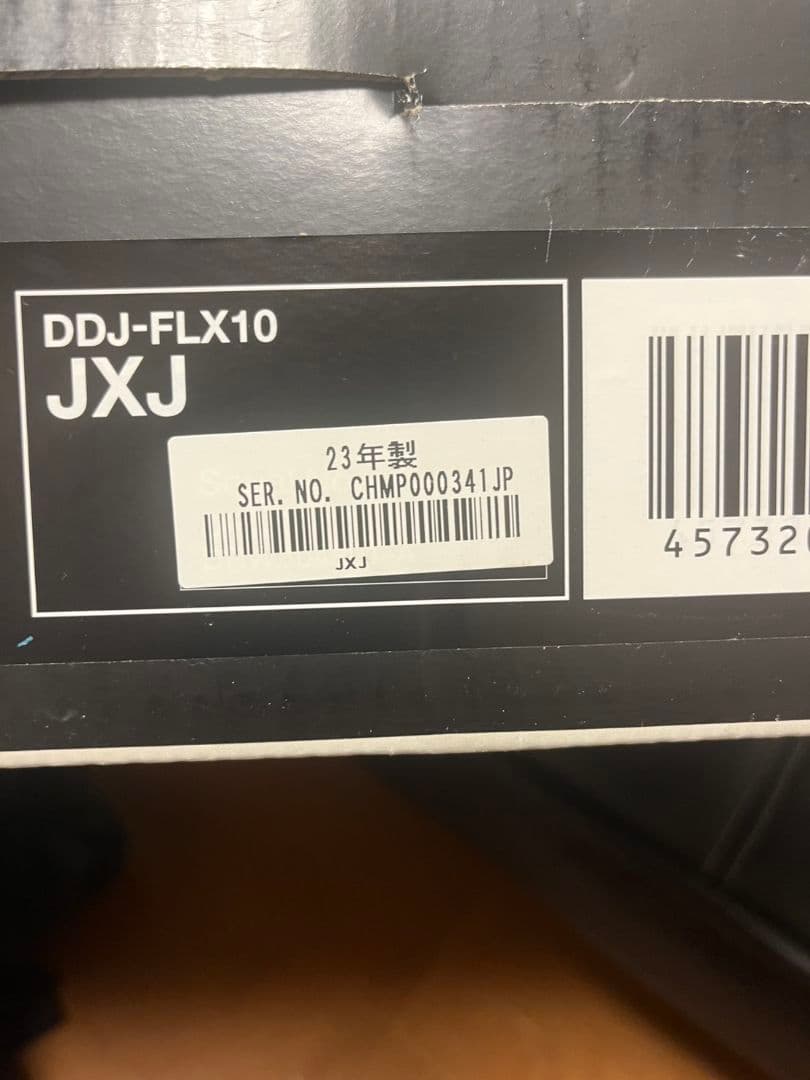 DDJ-FLX10
JXJ
23年製
SER. NO. CHMP000341JP
JXJ
45732